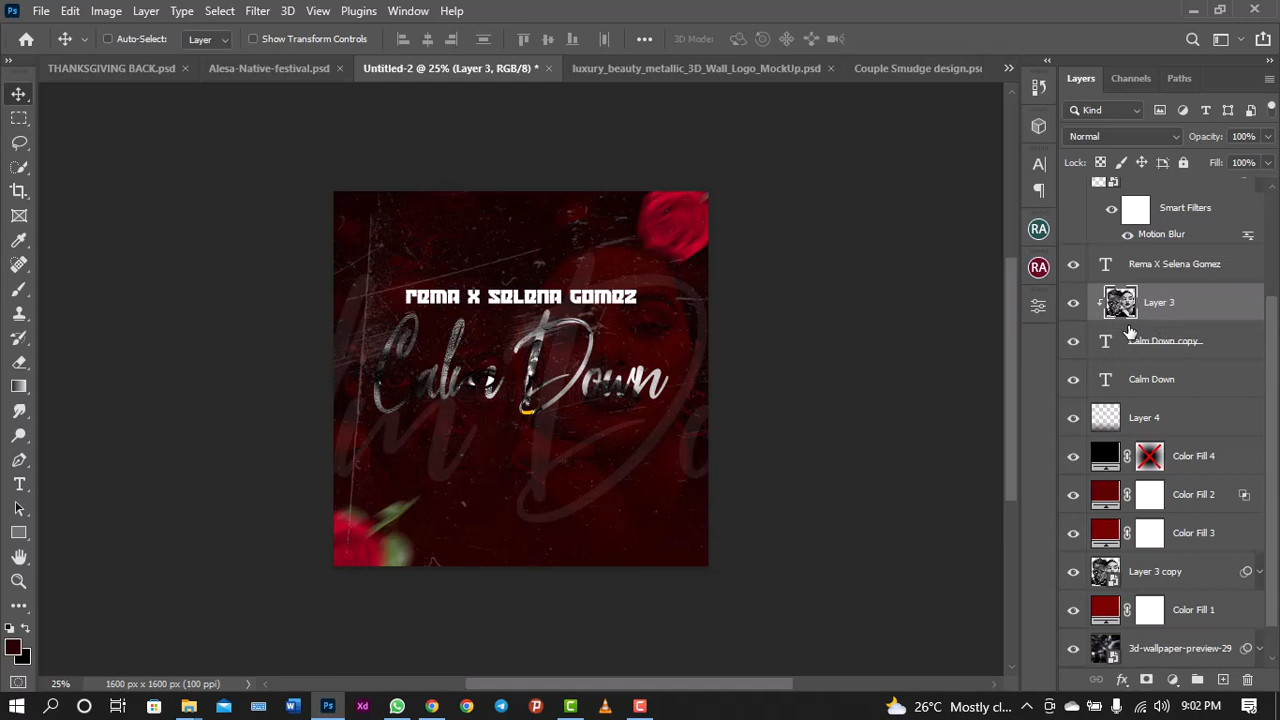 Ps File Edit Image Layer Type Select Filter 3D View Plugins Window Help
Auto-Select: Layer Show Transform Controls 3D Mode:
THANKSGIVING BACK.psd Alesa-Native-festival.psd Untitled-2 @ 25% (Layer 3, RGB/8) * luxury_beauty_metallic_3D_Wall_Logo_MockUp.psd Couple Smudge design.psd
Layers Channels Paths
Kind
Normal Opacity: 100%
Lock: Fill: 100%
Smart Filters
Motion Blur
Rema X Selena Gomez
Layer 3
Calm Down copy
Calm Down
Layer 4
Color Fill 4
Color Fill 2
Color Fill 3
Layer 3 copy
Color Fill 1
3d-wallpaper-preview-29
RA
RA
rema x selena gomez
Calm Down
25% 1600 px x 1600 px (100 ppi)
Ps Xd 26°C Mostly cl... 9:02 PM